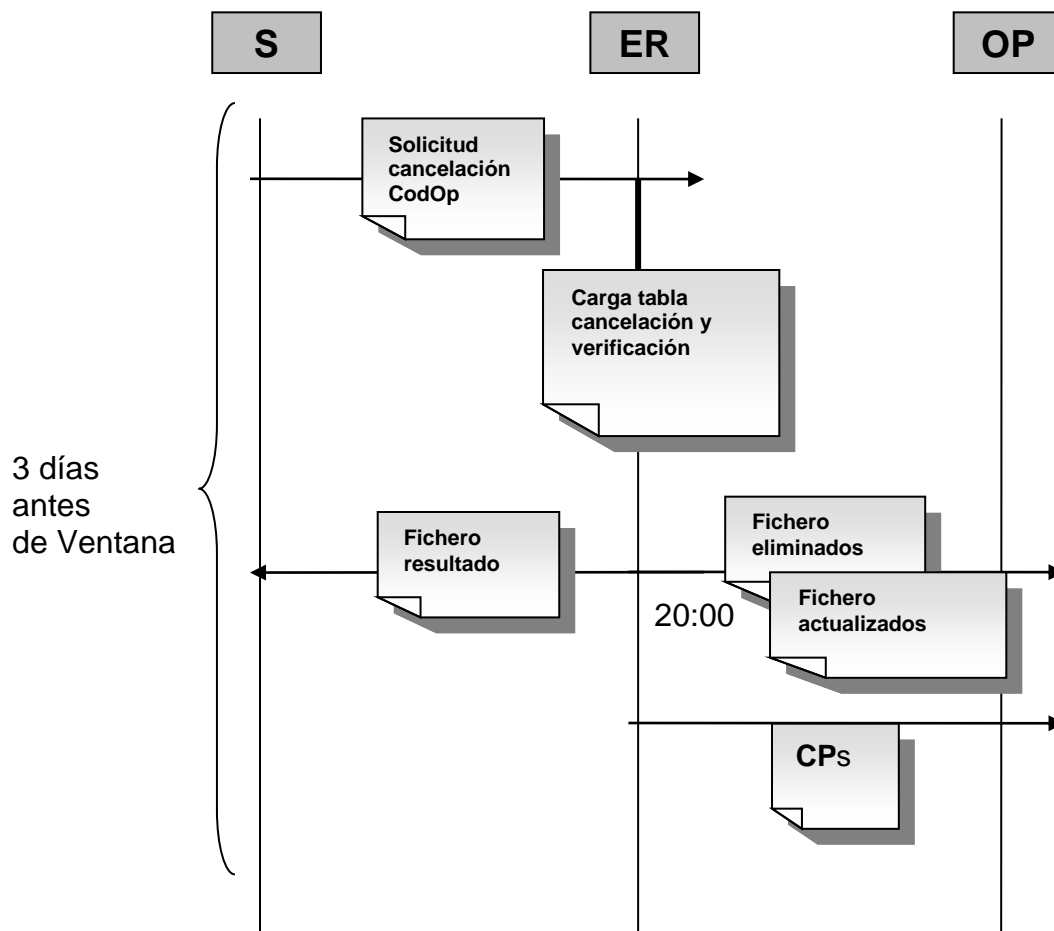 S
ER
OP
Solicitud
cancelación
CodOp
Carga tabla
cancelación y
verificación
3 días
antes
de Ventana
Fichero
resultado
Fichero
eliminados
20:00
Fichero
actualizados
CPs